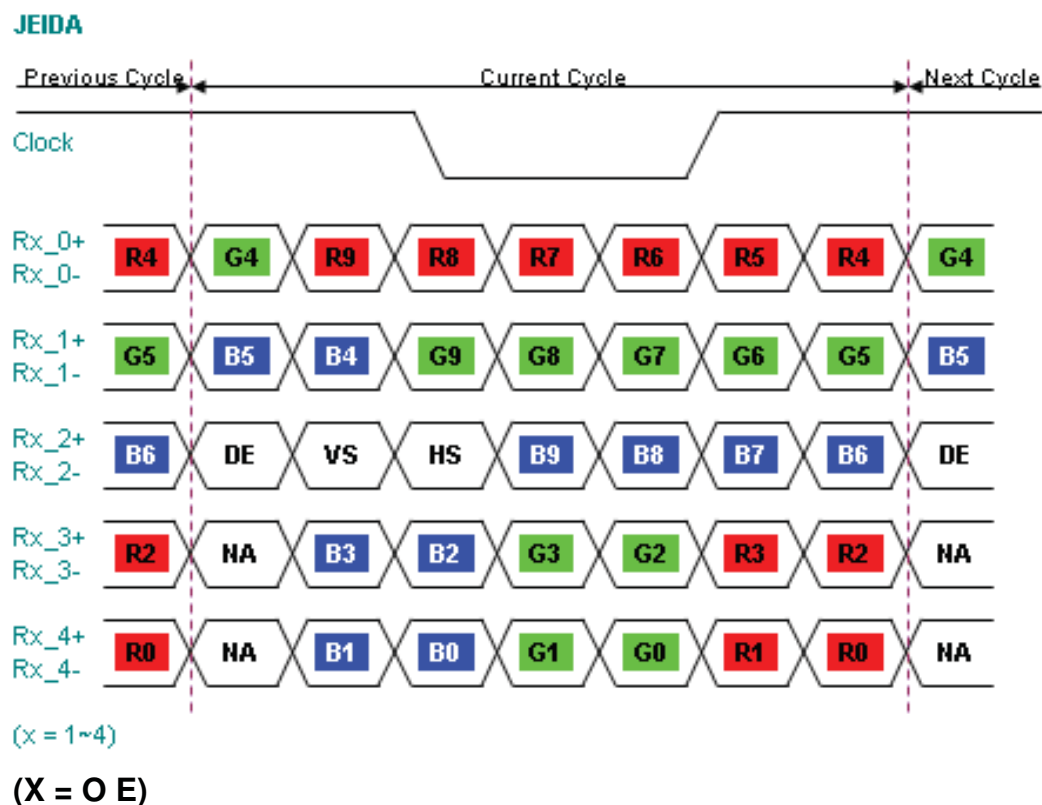 JEIDA
Previous Cycle Current Cycle Next Cycle
Clock
Rx_0+
Rx_0-
R4 G4 R9 R8 R7 R6 R5 R4 G4
Rx_1+
Rx_1-
G5 B5 B4 G9 G8 G7 G6 G5 B5
Rx_2+
Rx_2-
B6 DE VS HS B9 B8 B7 B6 DE
Rx_3+
Rx_3-
R2 NA B3 B2 G3 G2 R3 R2 NA
Rx_4+
Rx_4-
R0 NA B1 B0 G1 G0 R1 R0 NA
(x = 1~4)
(X = O E)